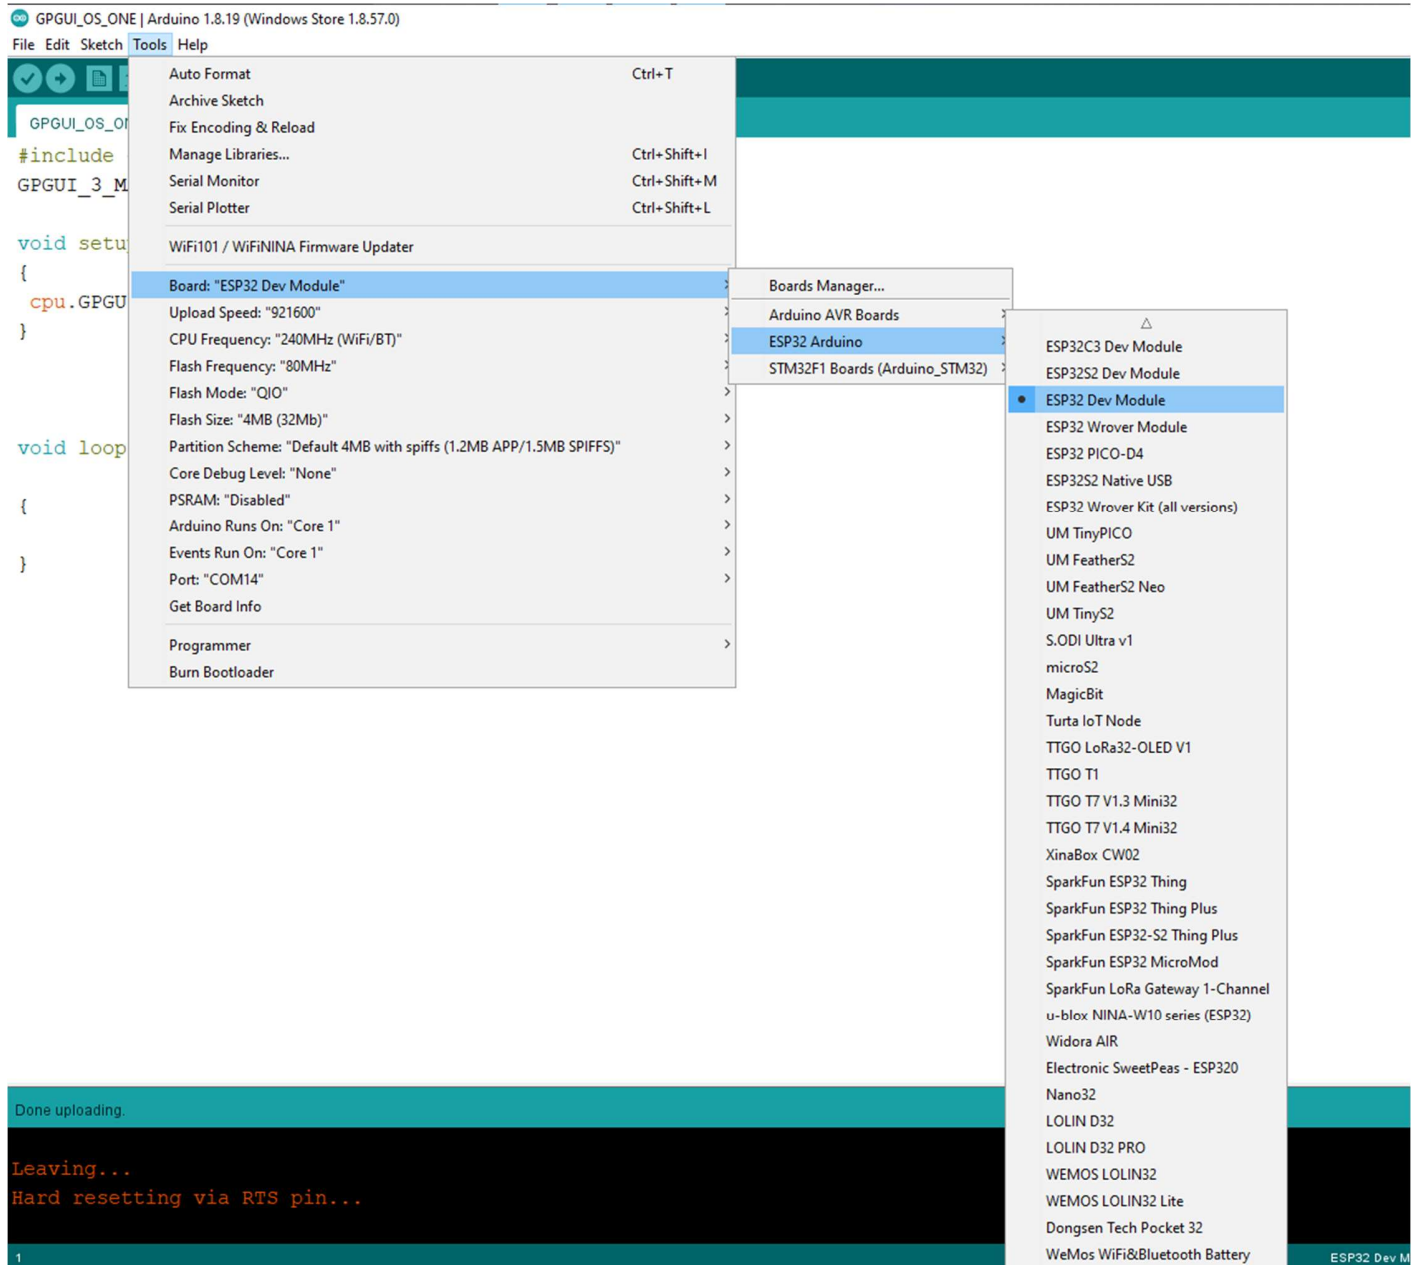 GPGUI_OS_ONE | Arduino 1.8.19 (Windows Store 1.8.57.0)
File Edit Sketch Tools Help
GPGUI_OS_O
#include
GPGUI_3_M
void setu
{
cpu.GPGU
}
void loop
{
}
Auto Format Ctrl+T
Archive Sketch
Fix Encoding & Reload
Manage Libraries... Ctrl+Shift+I
Serial Monitor Ctrl+Shift+M
Serial Plotter Ctrl+Shift+L
WiFi101 / WiFiNINA Firmware Updater
Board: "ESP32 Dev Module"
Upload Speed: "921600"
CPU Frequency: "240MHz (WiFi/BT)"
Flash Frequency: "80MHz"
Flash Mode: "QIO"
Flash Size: "4MB (32Mb)"
Partition Scheme: "Default 4MB with spiffs (1.2MB APP/1.5MB SPIFFS)"
Core Debug Level: "None"
PSRAM: "Disabled"
Arduino Runs On: "Core 1"
Events Run On: "Core 1"
Port: "COM14"
Get Board Info
Programmer
Burn Bootloader
Boards Manager...
Arduino AVR Boards
ESP32 Arduino
STM32F1 Boards (Arduino_STM32)
ESP32C3 Dev Module
ESP32S2 Dev Module
ESP32 Dev Module
ESP32 Wrover Module
ESP32 PICO-D4
ESP32S2 Native USB
ESP32 Wrover Kit (all versions)
UM TinyPICO
UM FeatherS2
UM FeatherS2 Neo
UM TinyS2
S.ODI Ultra v1
microS2
MagicBit
Turta IoT Node
TTGO LoRa32-OLED V1
TTGO T1
TTGO T7 V1.3 Mini32
TTGO T7 V1.4 Mini32
XinaBox CW02
SparkFun ESP32 Thing
SparkFun ESP32 Thing Plus
SparkFun ESP32-S2 Thing Plus
SparkFun ESP32 MicroMod
SparkFun LoRa Gateway 1-Channel
u-blox NINA-W10 series (ESP32)
Widora AIR
Electronic SweetPeas - ESP320
Nano32
LOLIN D32
LOLIN D32 PRO
WEMOS LOLIN32
WEMOS LOLIN32 Lite
Dongsen Tech Pocket 32
WeMos WiFi&Bluetooth Battery
Done uploading.
Leaving...
Hard resetting via RTS pin...
1
ESP32 Dev M